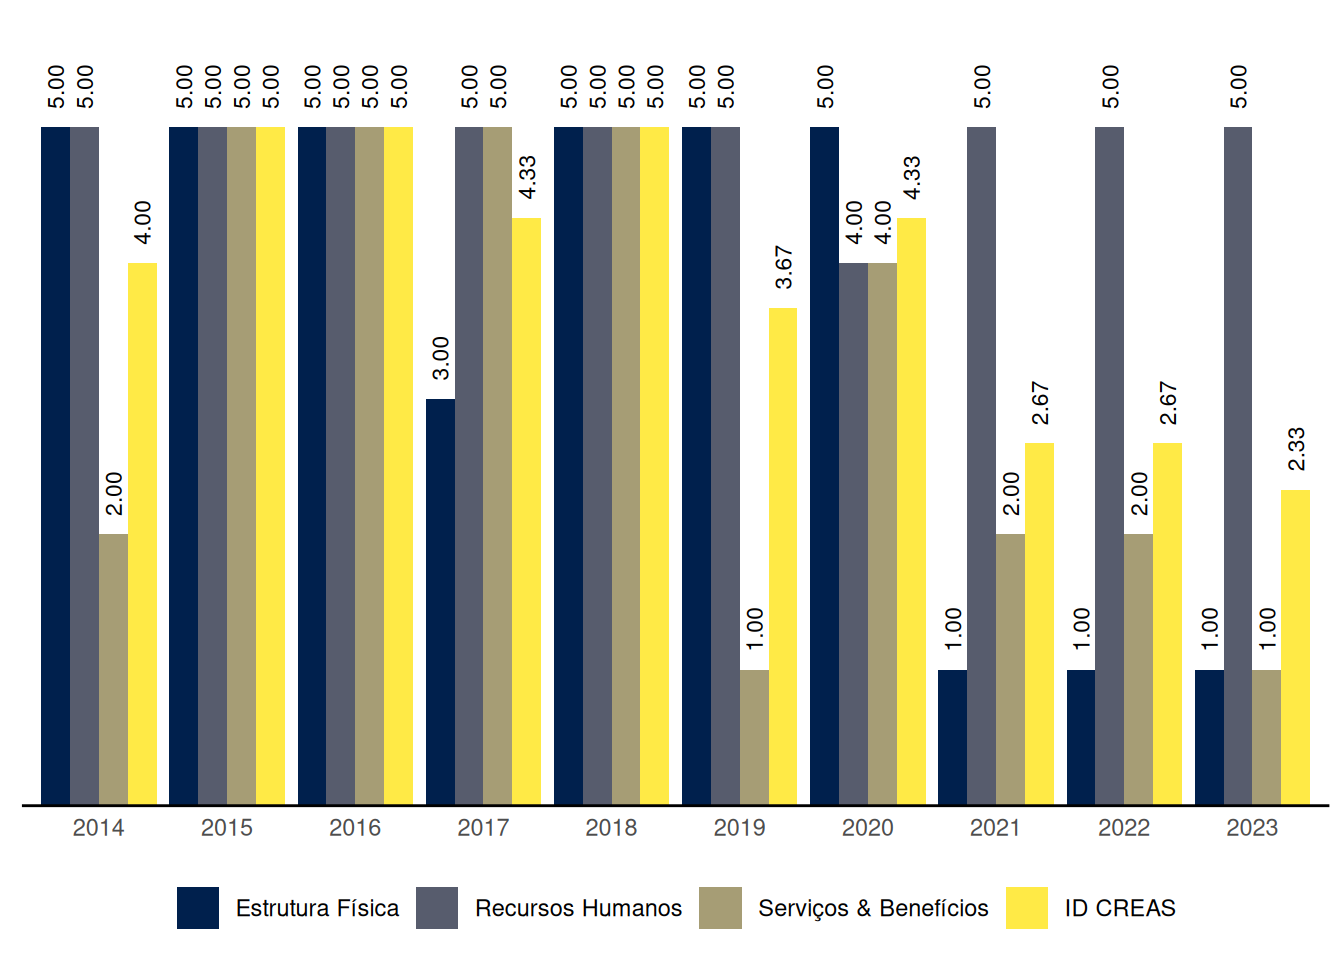 5.00 5.00 2.00 4.00
5.00 5.00 5.00 5.00
5.00 5.00 5.00 5.00
3.00 5.00 5.00 4.33
5.00 5.00 5.00 5.00
5.00 5.00 1.00 3.67
5.00 4.00 4.00 4.33
1.00 5.00 2.00 2.67
1.00 5.00 2.00 2.67
1.00 5.00 1.00 2.33
2014 2015 2016 2017 2018 2019 2020 2021 2022 2023
Estrutura Física Recursos Humanos Serviços & Benefícios ID CREAS